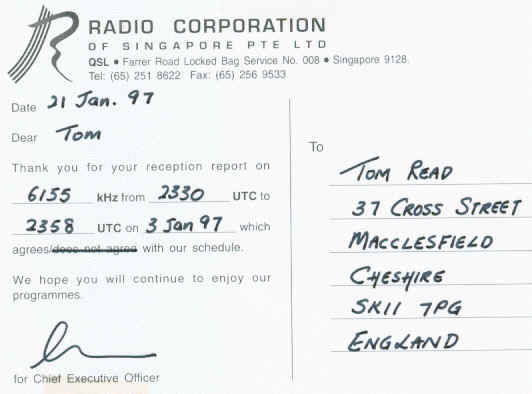 RADIO CORPORATION
OF SINGAPORE PTE LTD
QSL • Farrer Road Locked Bag Service No. 008 • Singapore 9128.
Tel: (65) 251 8622 Fax: (65) 256 9533
Date 21 Jan. 97
Dear Tom
Thank you for your reception report on
6155 kHz from 2330 UTC to
2358 UTC on 3 Jan 97 which
agrees/does not agree with our schedule.
We hope you will continue to enjoy our
programmes.
for Chief Executive Officer
To
TOM READ
37 CROSS STREET
MACCLESFIELD
CHESHIRE
SK11 7PG
ENGLAND